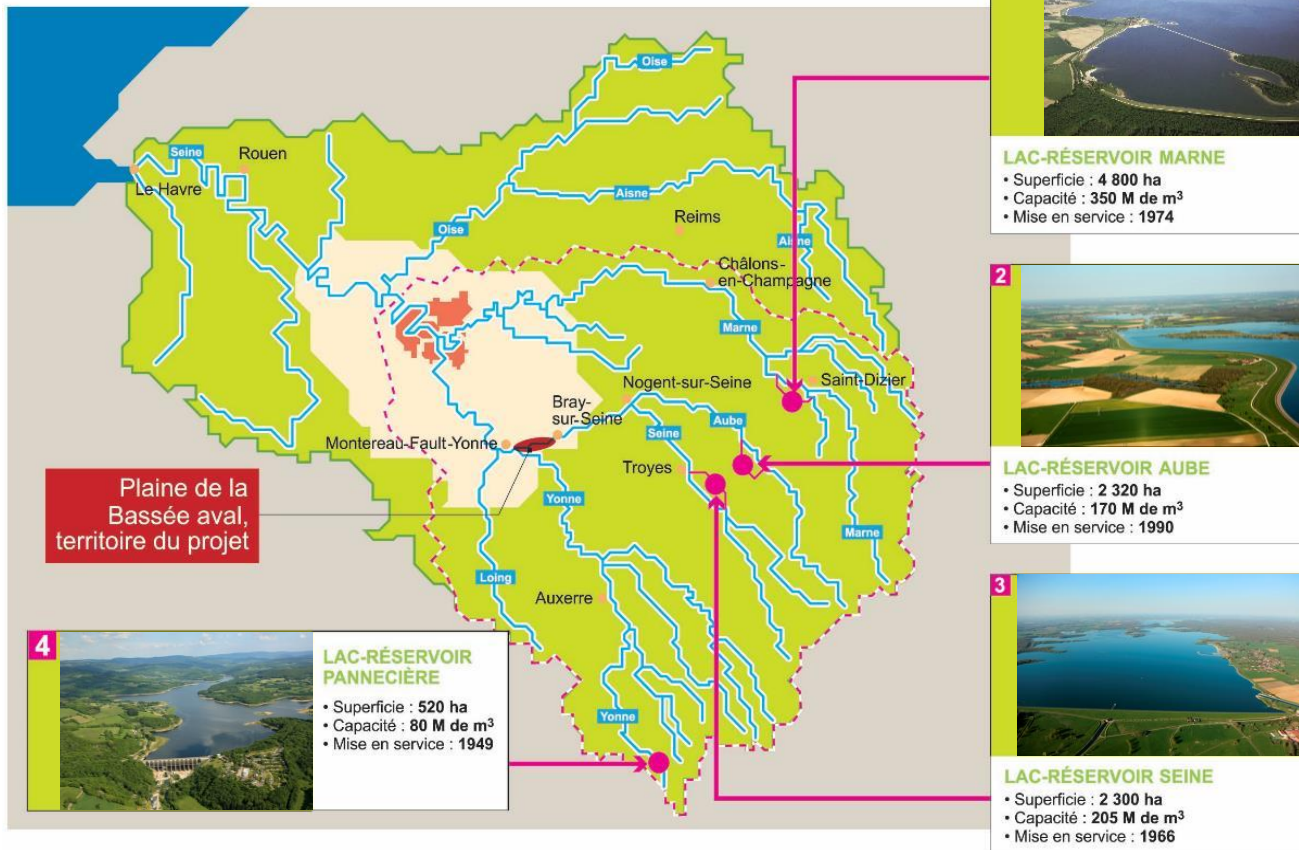 Oise
Seine
Rouen
Le Havre
Aisne
Reims
Oise
Aisne
Châlons-
en-Champagne
Marne
Saint-Dizier
Nogent-sur-Seine
Bray-
sur-Seine
Aube
Montereau-Fault-Yonne
Seine
Troyes
Plaine de la
Bassée aval,
territoire du projet
Yonne
Marne
Loing
Auxerre
Yonne
LAC-RÉSERVOIR MARNE
• Superficie : 4 800 ha
• Capacité : 350 M de m³
• Mise en service : 1974
2
LAC-RÉSERVOIR AUBE
• Superficie : 2 320 ha
• Capacité : 170 M de m³
• Mise en service : 1990
3
LAC-RÉSERVOIR SEINE
• Superficie : 2 300 ha
• Capacité : 205 M de m³
• Mise en service : 1966
4
LAC-RÉSERVOIR
PANNECIÈRE
• Superficie : 520 ha
• Capacité : 80 M de m³
• Mise en service : 1949